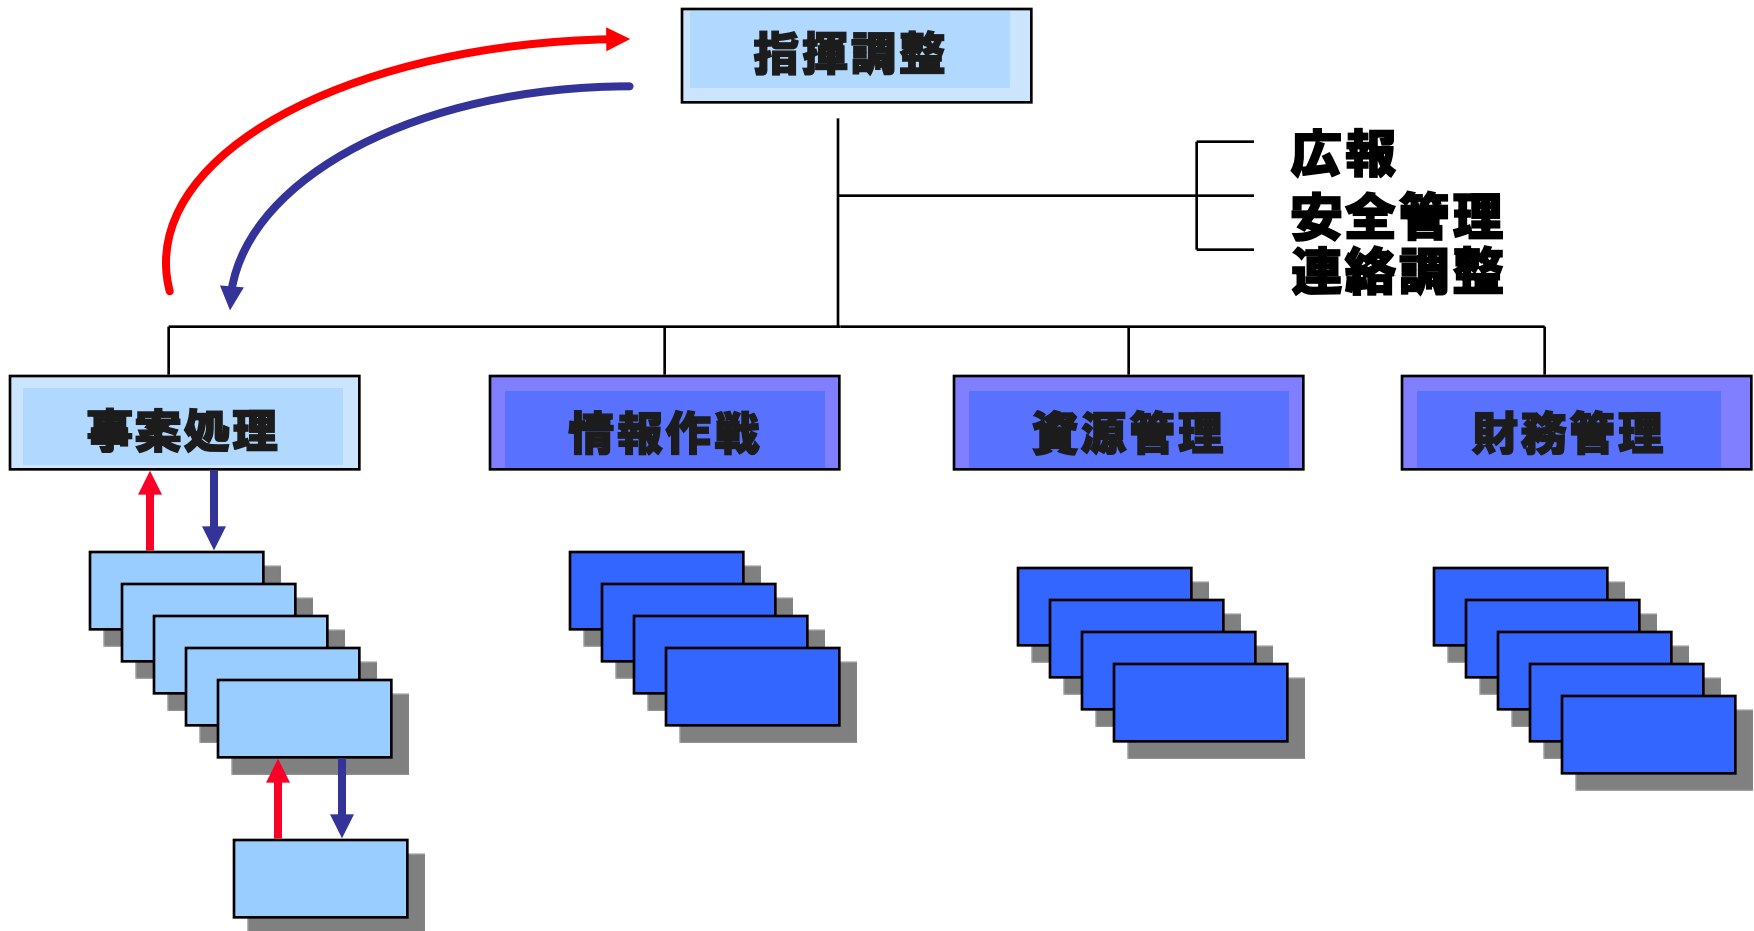 指揮調整
広報
安全管理
連絡調整
事案処理
情報作戦
資源管理
財務管理